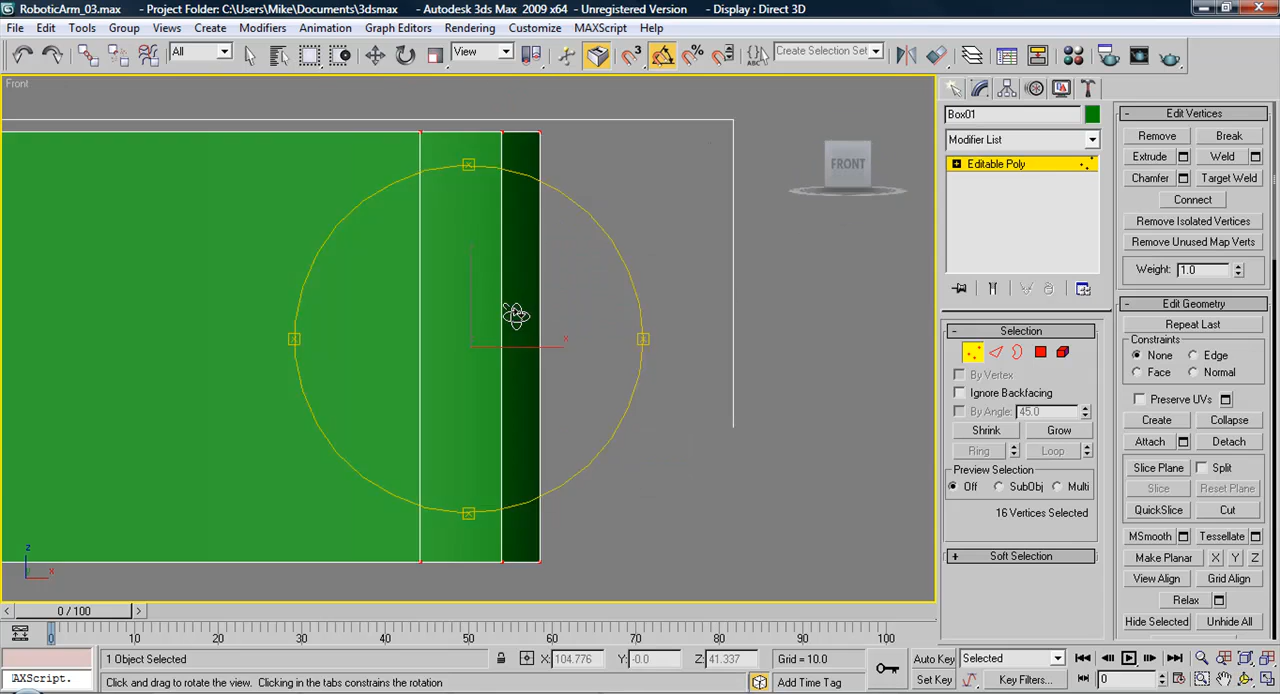 RoboticArm_03.max - Project Folder: C:\Users\Mike\Documents\3dsmax - Autodesk 3ds Max 2009 x64 - Unregistered Version - Display : Direct 3D
File Edit Tools Group Views Create Modifiers Animation Graph Editors Rendering Customize MAXScript Help
All View Create Selection Set
Front
FRONT
x
z
x
Box01
Modifier List
Editable Poly
Selection
By Vertex
Ignore Backfacing
By Angle: 45.0
Shrink Grow
Ring Loop
Preview Selection
Off SubObj Multi
16 Vertices Selected
Soft Selection
Edit Vertices
Remove Break
Extrude Weld
Chamfer Target Weld
Connect
Remove Isolated Vertices
Remove Unused Map Verts
Weight: 1.0
Edit Geometry
Repeat Last
Constraints
None Edge
Face Normal
Preserve UVs
Create Collapse
Attach Detach
Slice Plane Split
Slice Reset Plane
QuickSlice Cut
MSmooth Tessellate
Make Planar X Y Z
View Align Grid Align
Relax
Hide Selected Unhide All
0 / 100
0 10 20 30 40 50 60 70 80 90 100
1 Object Selected X: 104.776 Y: -0.0 Z: 41.337 Grid = 10.0 Auto Key Selected
AXScript. Click and drag to rotate the view. Clicking in the tabs constrains the rotation Add Time Tag Set Key Key Filters... 0